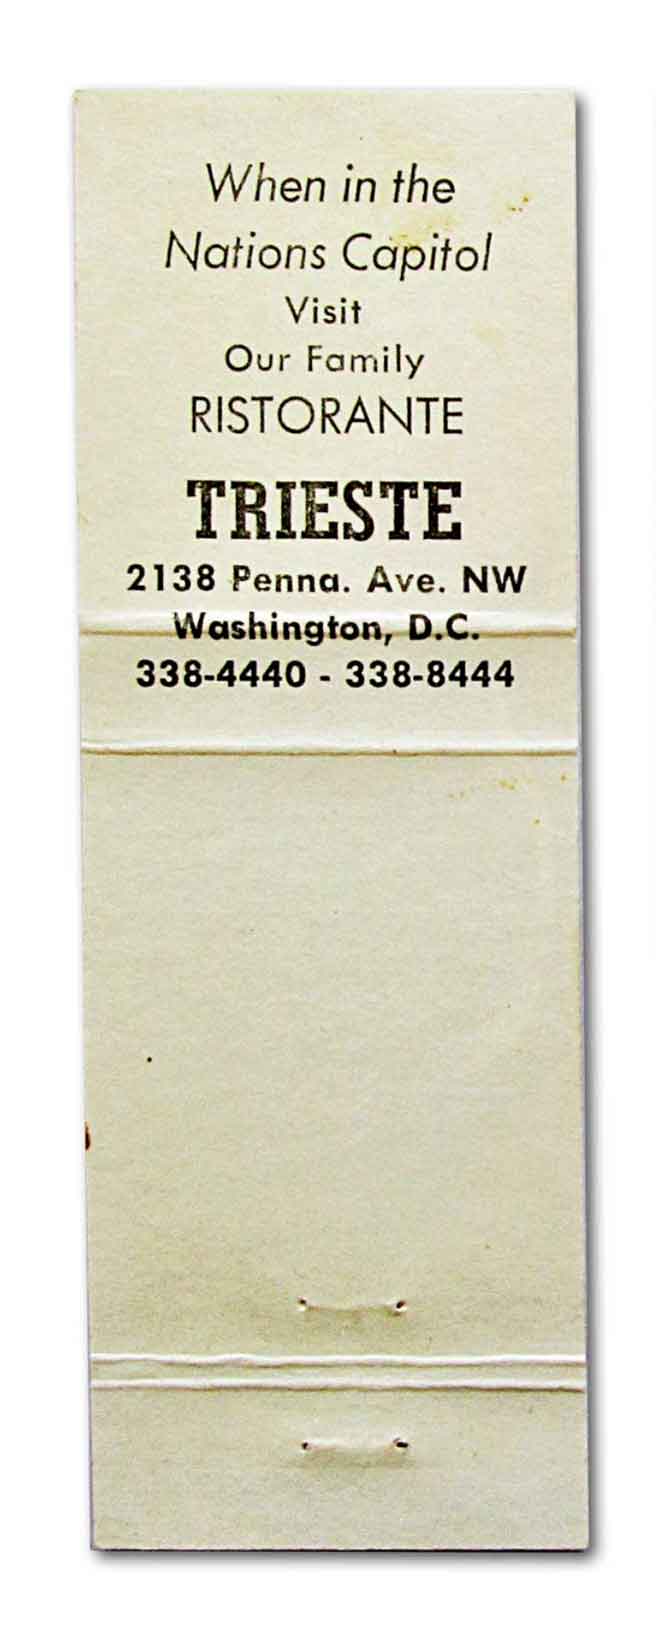 When in the
Nations Capitol
Visit
Our Family
RISTORANTE
TRIESTE
2138 Penna. Ave. NW
Washington, D.C.
338-4440 - 338-8444